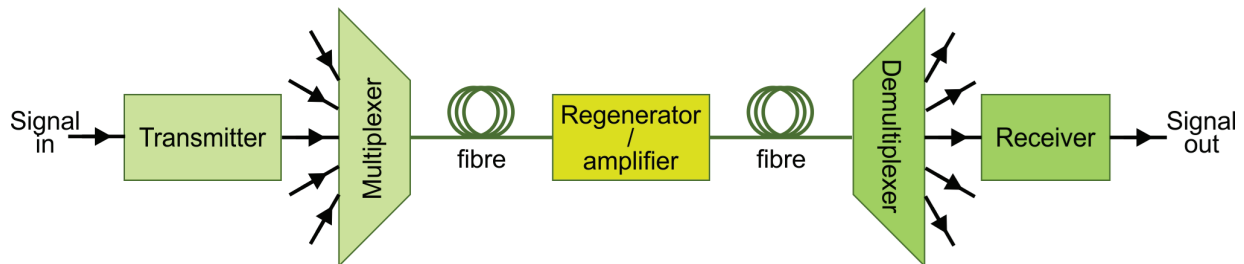 Signal
in
Transmitter
Multiplexer
fibre
Regenerator
/
amplifier
fibre
Demultiplexer
Receiver
Signal
out